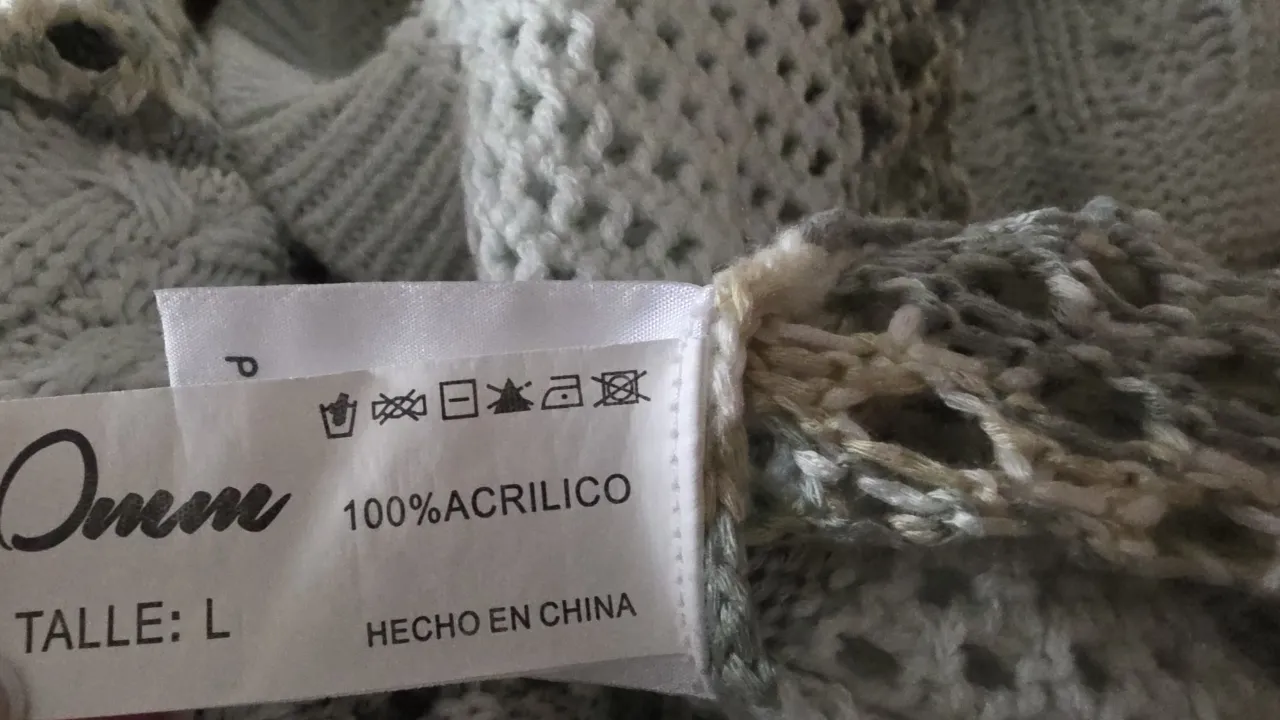 P
Omm
100%ACRILICO
TALLE: L
HECHO EN CHINA